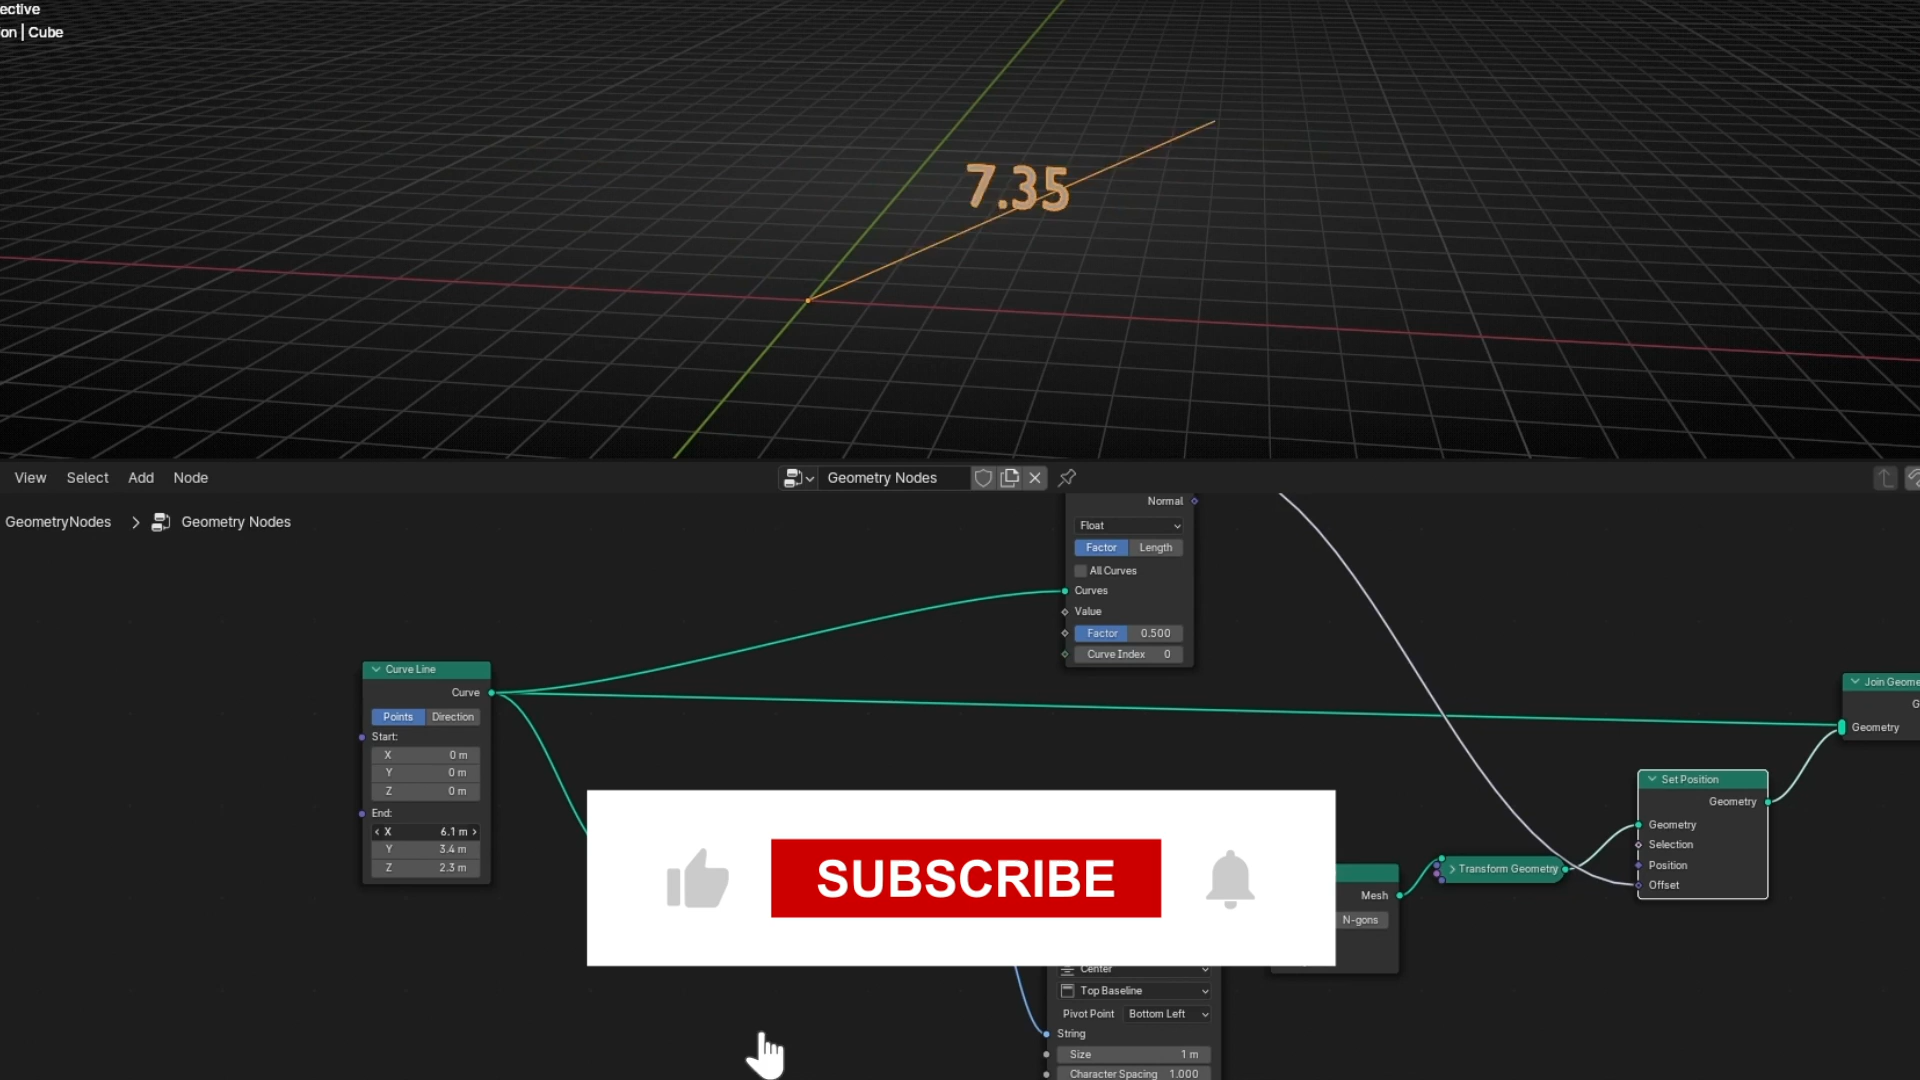 ective
on | Cube
7.35
View Select Add Node
Geometry Nodes
GeometryNodes > Geometry Nodes
Normal
Float
Factor Length
All Curves
Curves
Value
Factor 0.500
Curve Index 0
Curve Line
Curve
Points Direction
Start:
X 0 m
Y 0 m
Z 0 m
End:
X 6.1 m
Y 3.4 m
Z 2.3 m
Join Geome
G
Geometry
Set Position
Geometry
Geometry
Selection
Position
Offset
Transform Geometry
Mesh
N-gons
SUBSCRIBE
Center
Top Baseline
Pivot Point Bottom Left
String
Size 1 m
Character Spacing 1.000